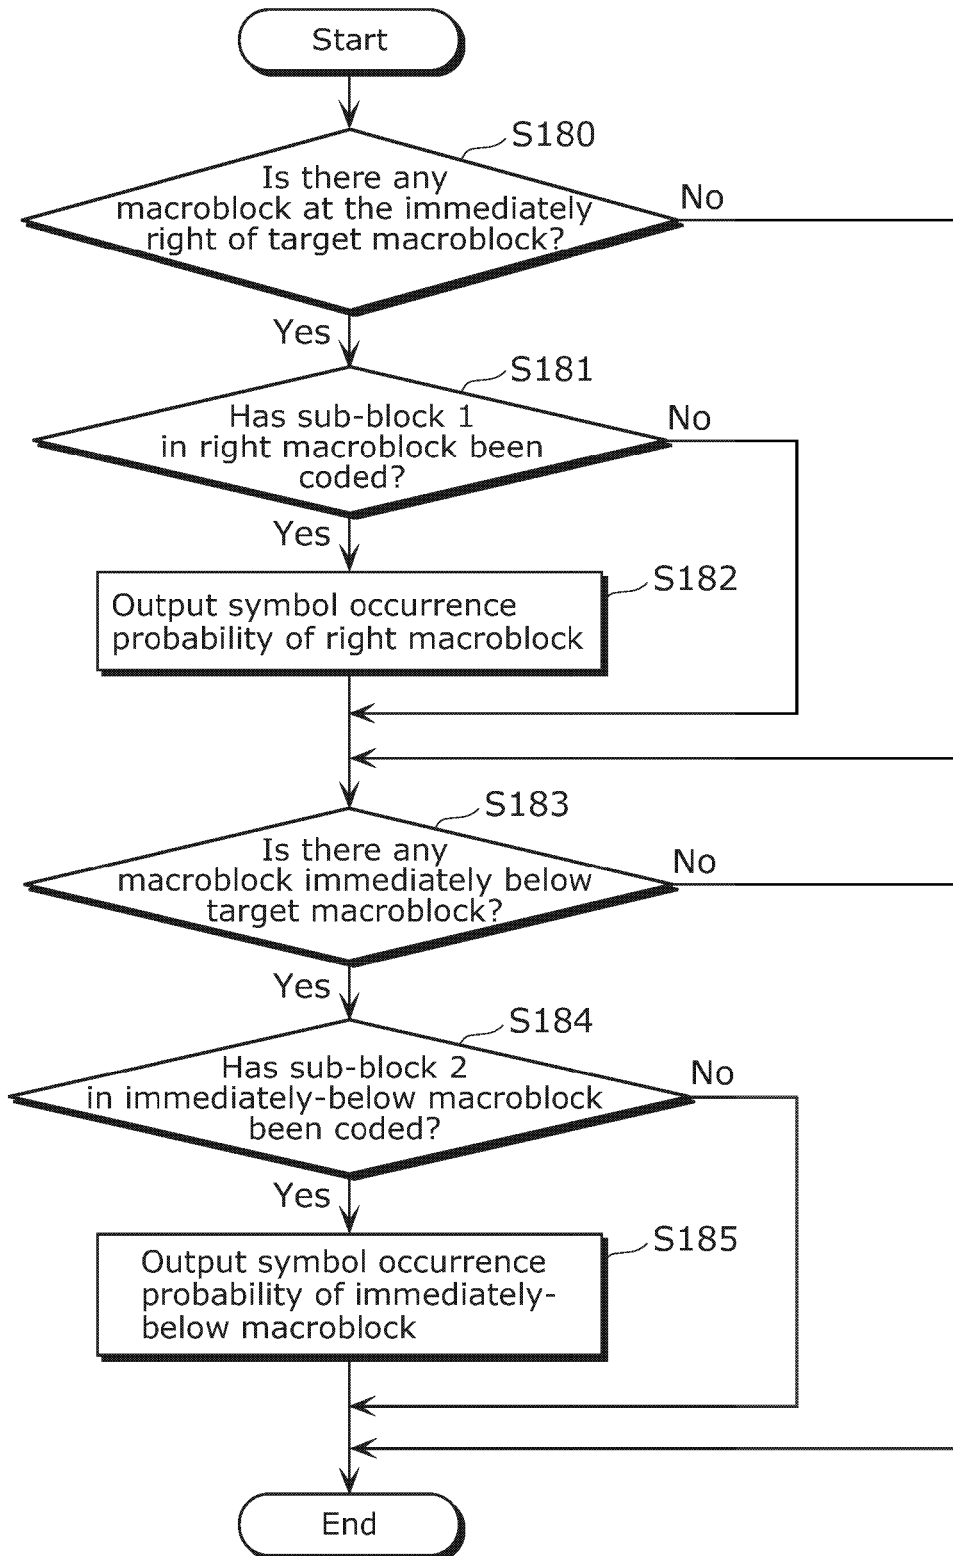 Start
S180
Is there any
macroblock at the immediately
right of target macroblock?
No
Yes
S181
Has sub-block 1
in right macroblock been
coded?
No
Yes
S182
Output symbol occurrence
probability of right macroblock
S183
Is there any
macroblock immediately below
target macroblock?
No
Yes
S184
Has sub-block 2
in immediately-below macroblock
been coded?
No
Yes
S185
Output symbol occurrence
probability of immediately-
below macroblock
End